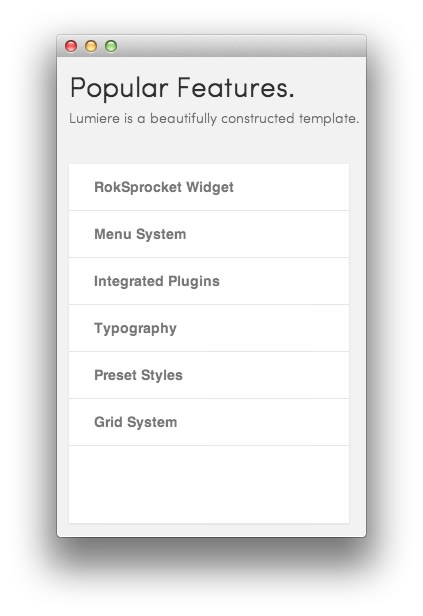 Popular Features.
Lumiere is a beautifully constructed template.
RokSprocket Widget
Menu System
Integrated Plugins
Typography
Preset Styles
Grid System